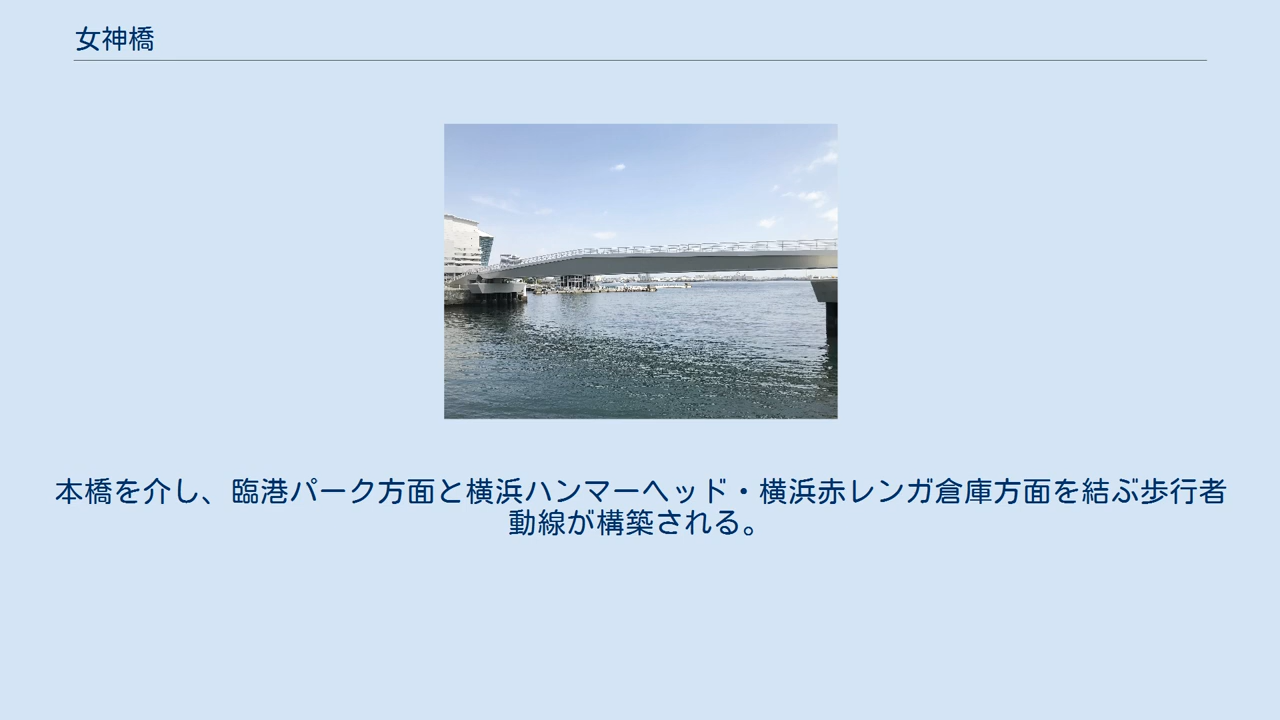 女神橋
本橋を介し、臨港パーク方面と横浜ハンマーヘッド・横浜赤レンガ倉庫方面を結ぶ歩行者
動線が構築される。